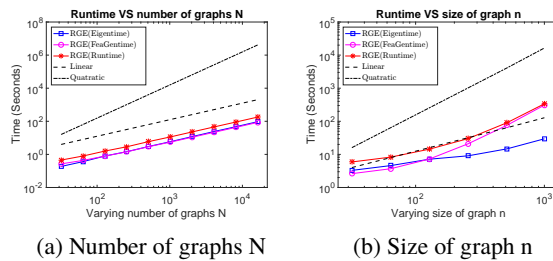 Runtime VS number of graphs N
RGE(Eigentime)
RGE(FeaGentime)
RGE(Runtime)
Linear
Quatratic
Time (Seconds)
10^8
10^6
10^4
10^2
10^0
10^-2
10^2
10^3
10^4
Varying number of graphs N
(a) Number of graphs N
Runtime VS size of graph n
RGE(Eigentime)
RGE(FeaGentime)
RGE(Runtime)
Linear
Quatratic
Time (Seconds)
10^5
10^4
10^3
10^2
10^1
10^0
10^2
10^3
Varying size of graph n
(b) Size of graph n